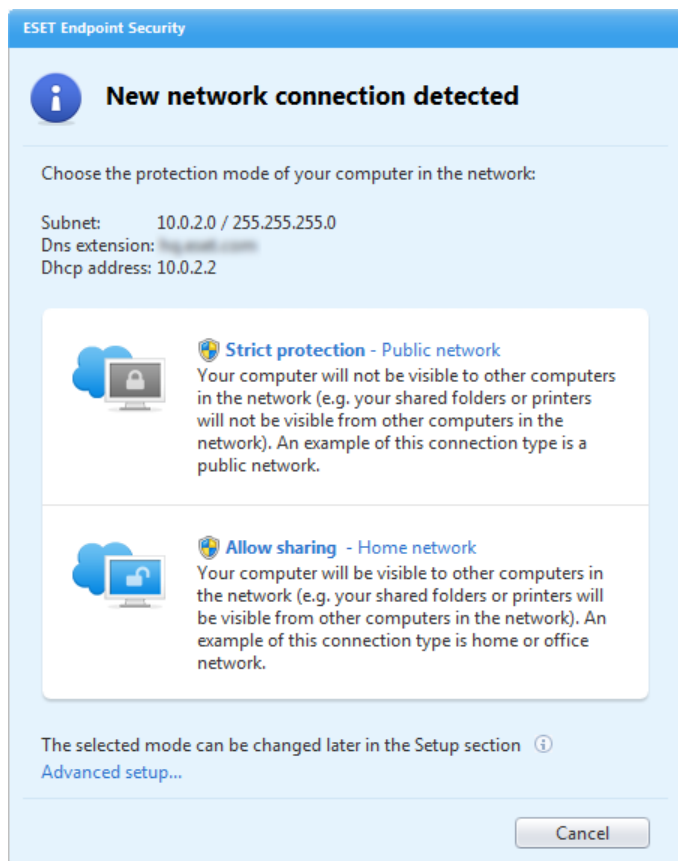 ESET Endpoint Security
New network connection detected
Choose the protection mode of your computer in the network:
Subnet: 10.0.2.0 / 255.255.255.0
Dns extension:
Dhcp address: 10.0.2.2
Strict protection - Public network
Your computer will not be visible to other computers
in the network (e.g. your shared folders or printers
will not be visible from other computers in the
network). An example of this connection type is a
public network.
Allow sharing - Home network
Your computer will be visible to other computers in
the network (e.g. your shared folders or printers will
be visible from other computers in the network). An
example of this connection type is home or office
network.
The selected mode can be changed later in the Setup section
Advanced setup...
Cancel